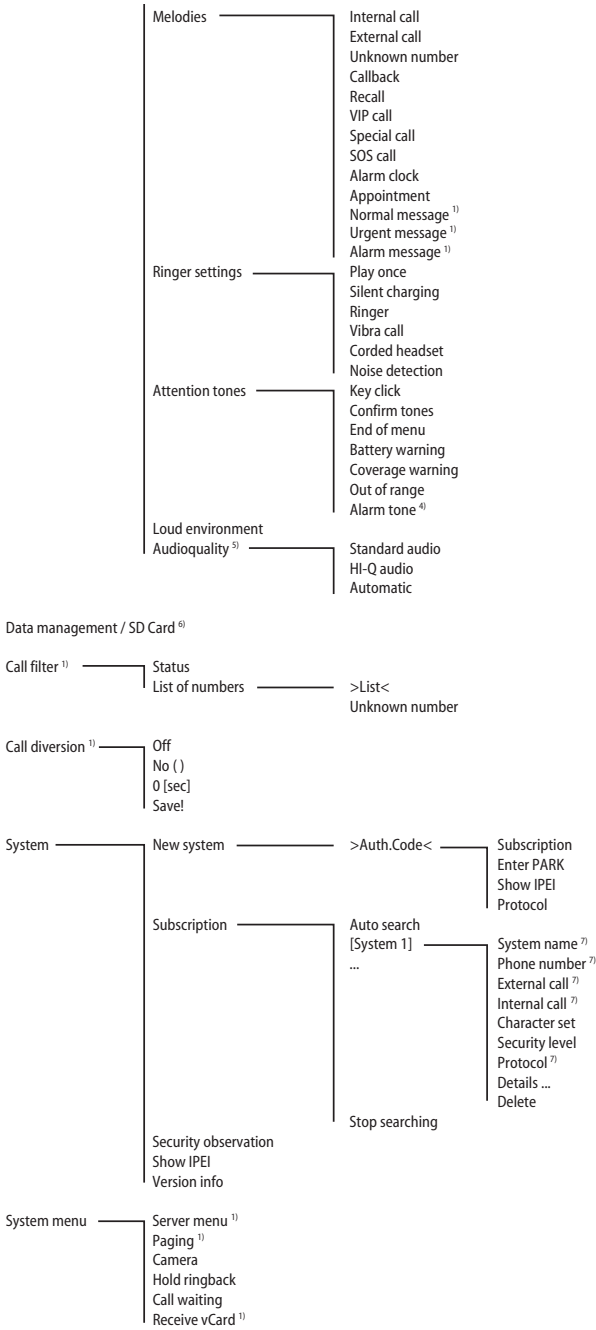 Melodies Internal call
External call
Unknown number
Callback
Recall
VIP call
Special call
SOS call
Alarm clock
Appointment
Normal message 1)
Urgent message 1)
Alarm message 1)
Ringer settings Play once
Silent charging
Ringer
Vibra call
Corded headset
Noise detection
Attention tones Key click
Confirm tones
End of menu
Battery warning
Coverage warning
Out of range
Alarm tone 4)
Loud environment
Audioquality 5) Standard audio
HI-Q audio
Automatic
Data management / SD Card 6)
Call filter 1) Status
List of numbers >List<
Unknown number
Call diversion 1) Off
No ( )
0 [sec]
Save!
System New system >Auth.Code< Subscription
Enter PARK
Show IPEI
Protocol
Subscription Auto search
[System 1] System name 7)
... Phone number 7)
External call 7)
Internal call 7)
Character set
Security level
Protocol 7)
Details ...
Delete
Stop searching
Security observation
Show IPEI
Version info
System menu Server menu 1)
Paging 1)
Camera
Hold ringback
Call waiting
Receive vCard 1)